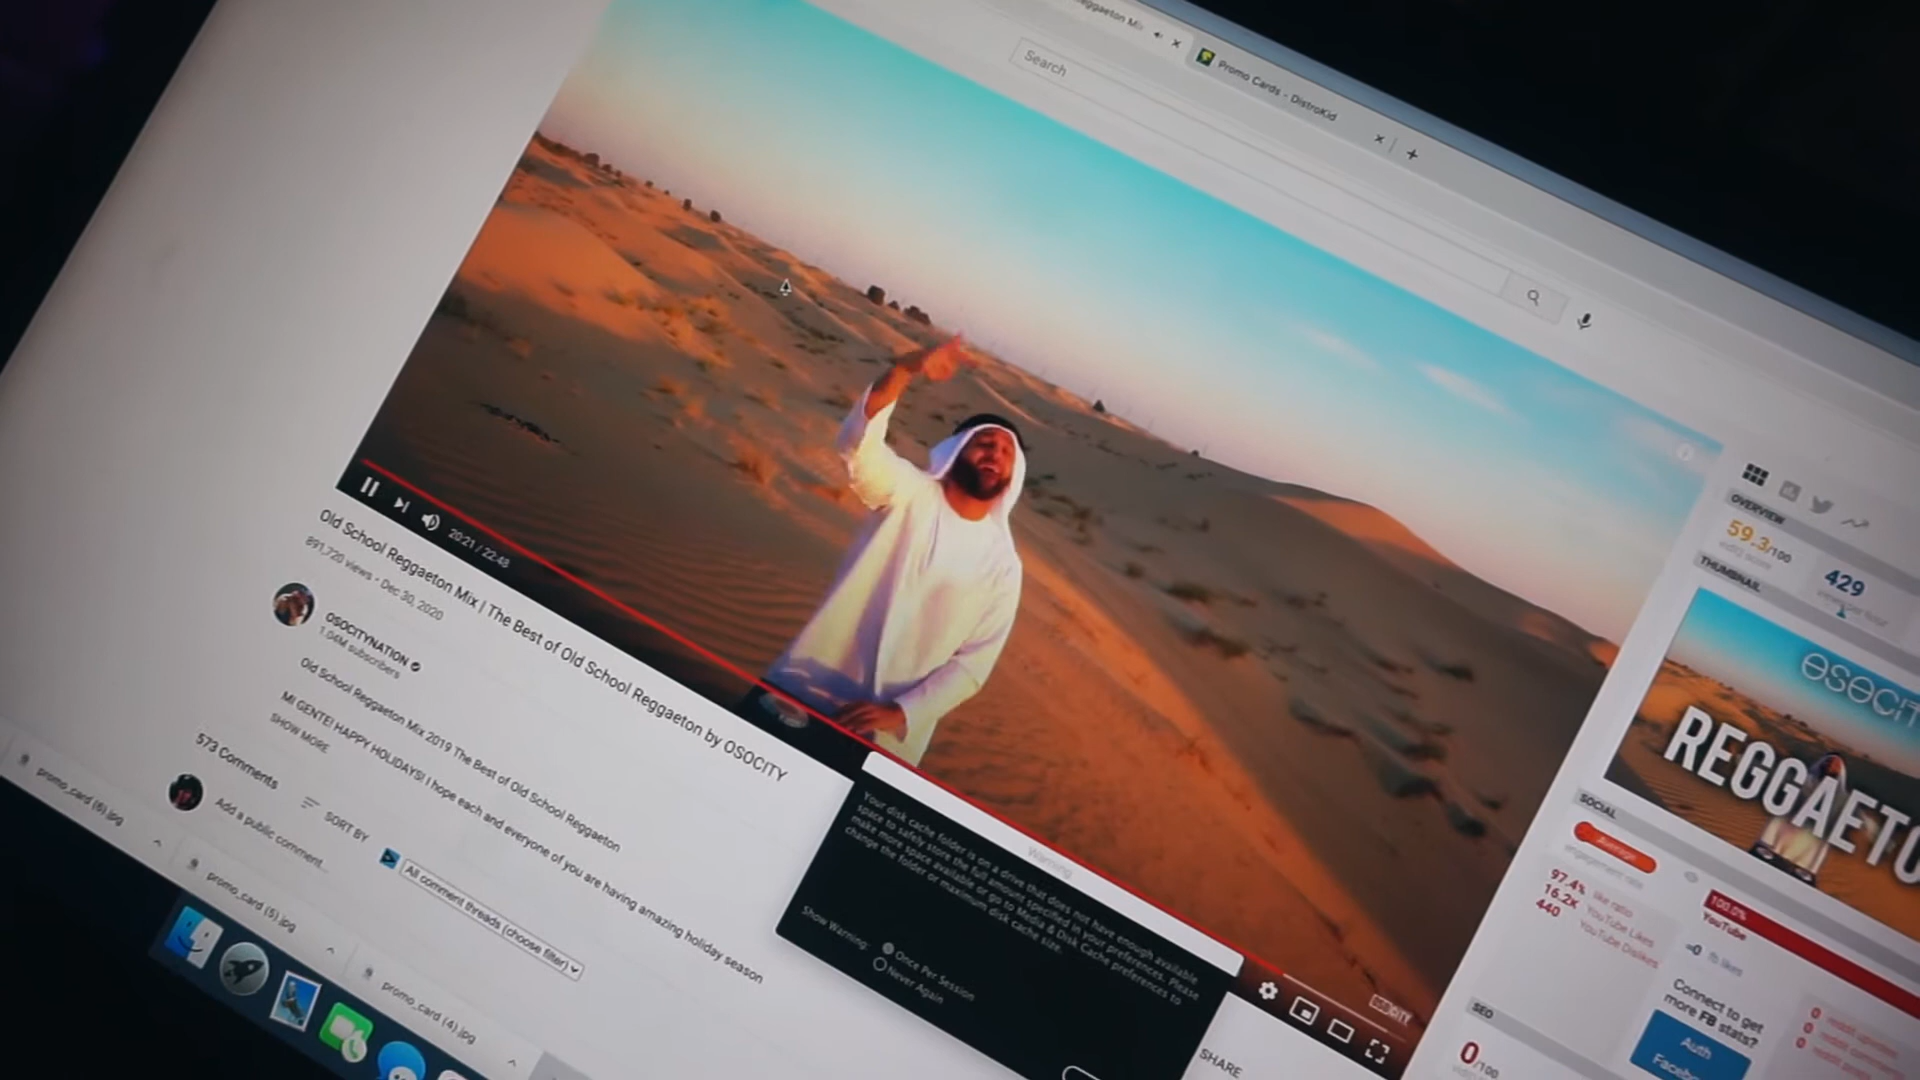 Reggaeton Mix
Promo Cards - DistroKid
Search
20:21 / 22:48
Old School Reggaeton Mix | The Best of Old School Reggaeton by OSOCITY
891,720 views • Dec 30, 2020
OSOCITYNATION
1.04M subscribers
Old School Reggaeton Mix 2019 The Best of Old School Reggaeton
MI GENTE! HAPPY HOLIDAYS! I hope each and everyone of you are having amazing holiday season
SHOW MORE
573 Comments
SORT BY
All comment threads (choose filter)
Add a public comment...
promo_card (6).jpg
promo_card (5).jpg
promo_card (4).jpg
Warning
Your disk cache folder is on a drive that does not have enough available
space to safely store the full amount specified in your preferences. Please
make more space available or go to Media & Disk Cache preferences to
change the folder or maximum disk cache size.
Show Warning:
Once Per Session
Never Again
SHARE
OVERVIEW
59.3/100
429
THUMBNAIL
REGGAETO
SOCIAL
Average
engagement rate
97.4% like ratio
16.2K YouTube Likes
440 YouTube Dislikes
100.0%
YouTube
Connect to get
more FB stats?
Auth
SEO
0/100